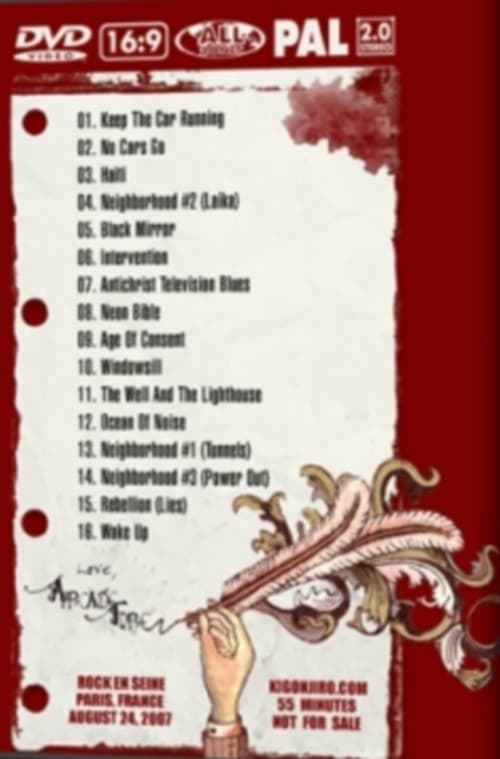 DVD VIDEO 16:9 ALL PAL 2.0 STEREO
01. Keep The Car Running
02. No Cars Go
03. Haiti
04. Neighborhood #2 (Laika)
05. Black Mirror
06. Intervention
07. Antichrist Television Blues
08. Neon Bible
09. Age Of Consent
10. Windowsill
11. The Well And The Lighthouse
12. Ocean Of Noise
13. Neighborhood #1 (Tunnels)
14. Neighborhood #3 (Power Out)
15. Rebellion (Lies)
16. Wake Up
Love,
Arcade Fire
ROCK EN SEINE
PARIS, FRANCE
AUGUST 24, 2007
KIGONJIRO.COM
55 MINUTES
NOT FOR SALE